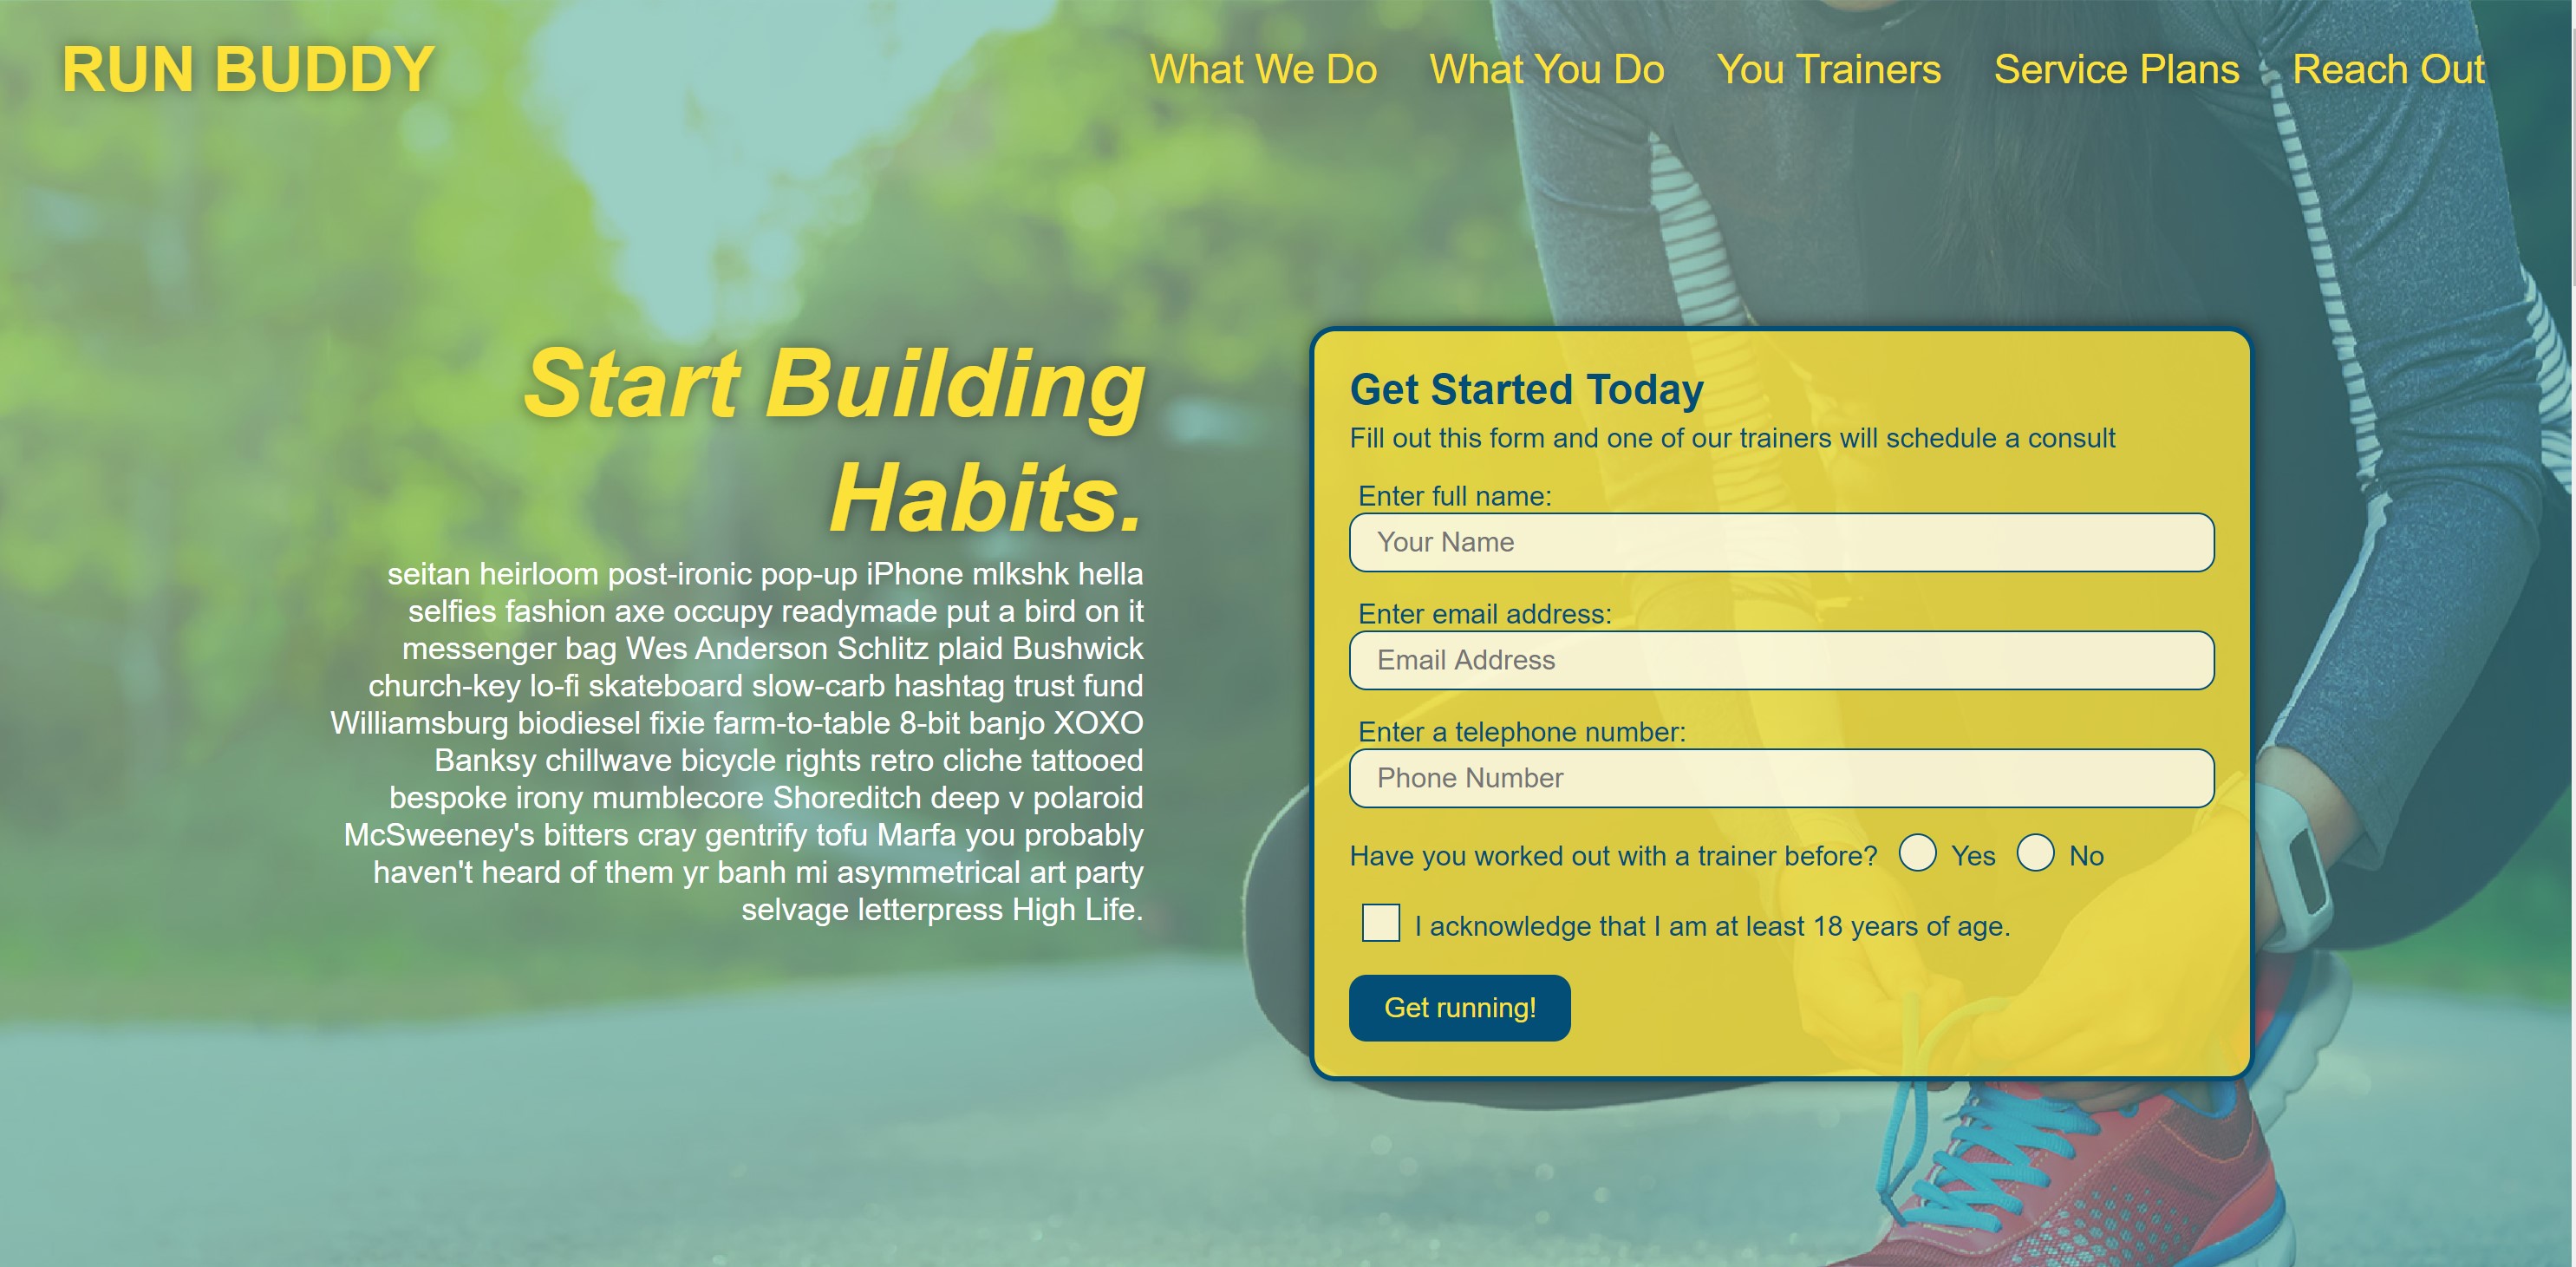 RUN BUDDY
What We Do What You Do You Trainers Service Plans Reach Out
Start Building
Habits.
seitan heirloom post-ironic pop-up iPhone mlkshk hella
selfies fashion axe occupy readymade put a bird on it
messenger bag Wes Anderson Schlitz plaid Bushwick
church-key lo-fi skateboard slow-carb hashtag trust fund
Williamsburg biodiesel fixie farm-to-table 8-bit banjo XOXO
Banksy chillwave bicycle rights retro cliche tattooed
bespoke irony mumblecore Shoreditch deep v polaroid
McSweeney's bitters cray gentrify tofu Marfa you probably
haven't heard of them yr banh mi asymmetrical art party
selvage letterpress High Life.
Get Started Today
Fill out this form and one of our trainers will schedule a consult
Enter full name:
Your Name
Enter email address:
Email Address
Enter a telephone number:
Phone Number
Have you worked out with a trainer before? Yes No
I acknowledge that I am at least 18 years of age.
Get running!